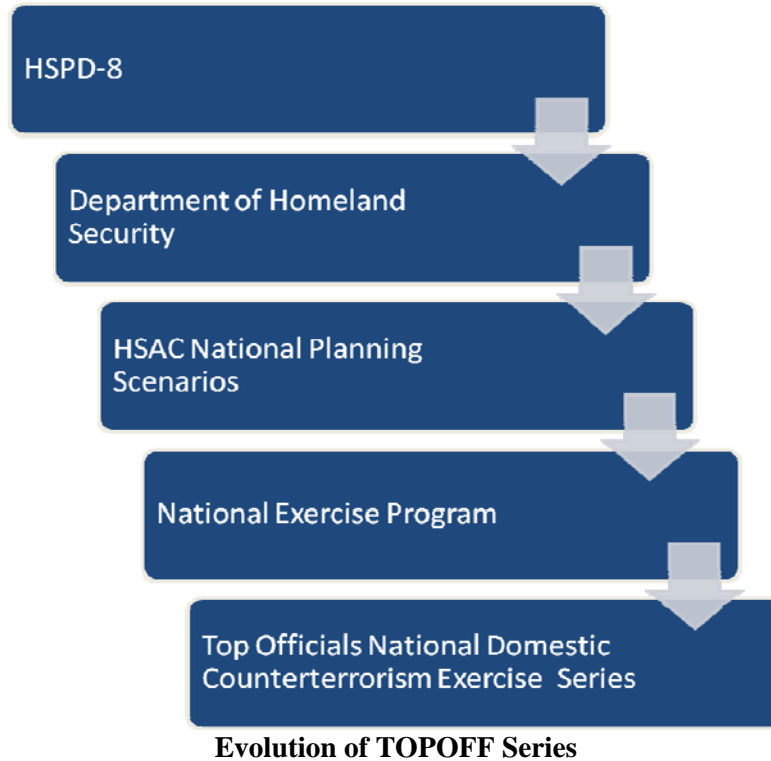 HSPD-8
Department of Homeland
Security
HSAC National Planning
Scenarios
National Exercise Program
Top Officials National Domestic
Counterterrorism Exercise Series
Evolution of TOPOFF Series